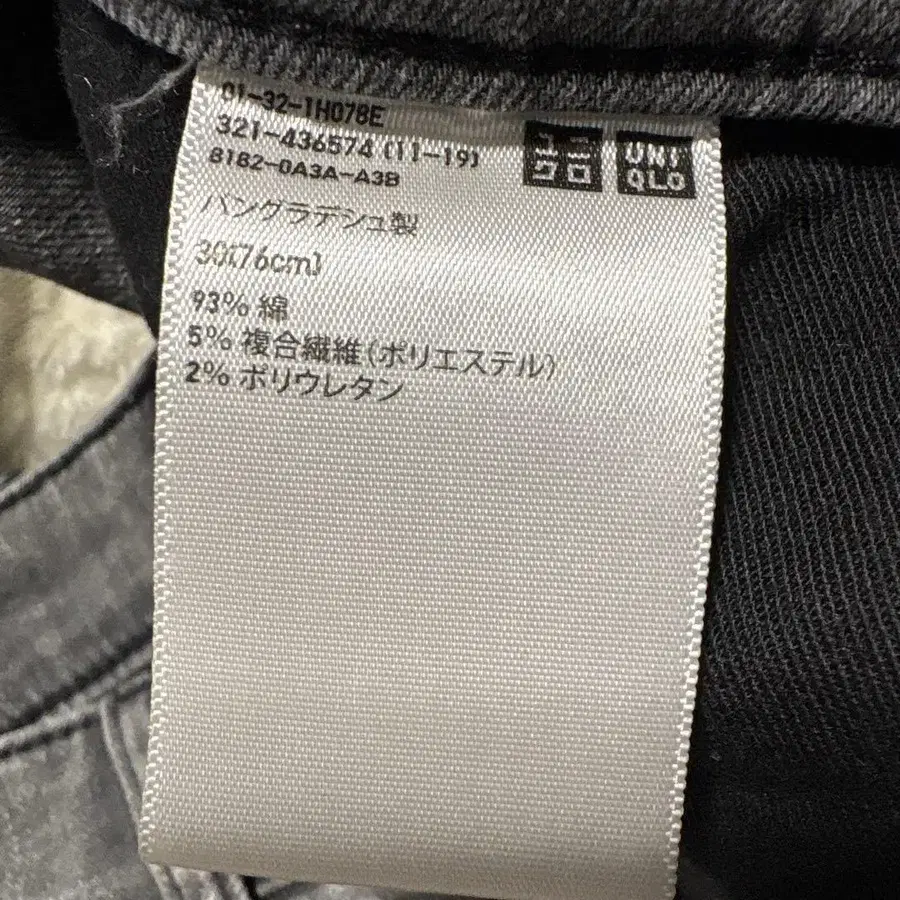 01-32-1H078E
321-436574 (11-19)
8182-0A3A-A3B
ユニ
クロ
UNI
QLO
バングラデシュ製
30(76cm)
93% 綿
5% 複合繊維(ポリエステル)
2% ポリウレタン